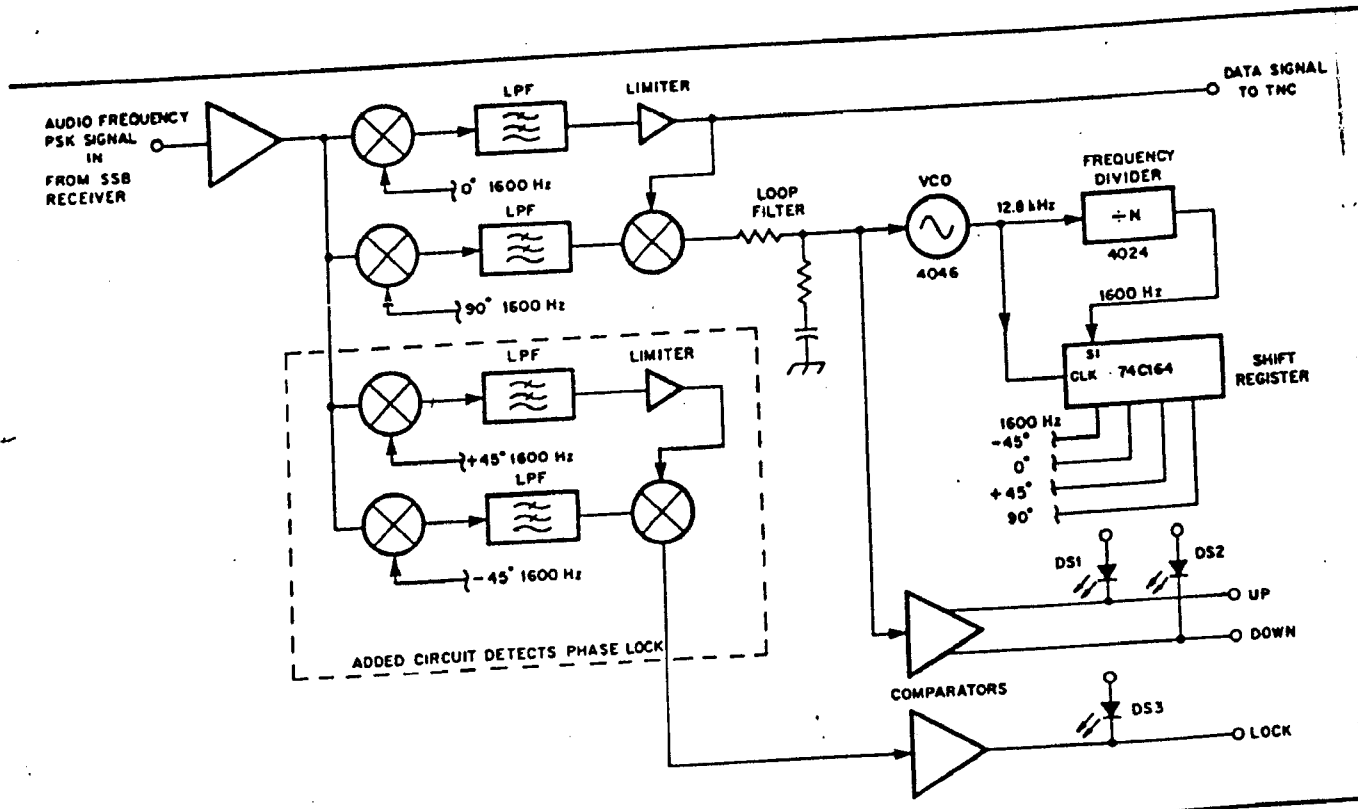 AUDIO FREQUENCY
PSK SIGNAL
IN
FROM SSB
RECEIVER
LPF
LIMITER
DATA SIGNAL
TO TNC
0° 1600 Hz
LPF
90° 1600 Hz
LOOP
FILTER
VCO
4046
12.8 kHz
FREQUENCY
DIVIDER
÷N
4024
1600 Hz
SI
CLK 74C164
SHIFT
REGISTER
1600 Hz
-45°
0°
+45°
90°
LPF
LIMITER
+45° 1600 Hz
LPF
-45° 1600 Hz
ADDED CIRCUIT DETECTS PHASE LOCK
DS1
DS2
UP
DOWN
COMPARATORS
DS3
LOCK